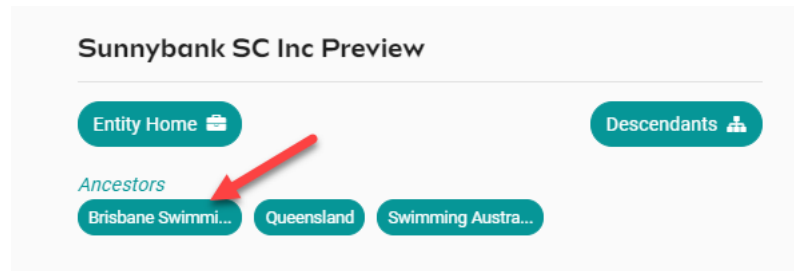 Sunnybank SC Inc Preview
Entity Home
Descendants
Ancestors
Brisbane Swimmi... Queensland Swimming Austra...